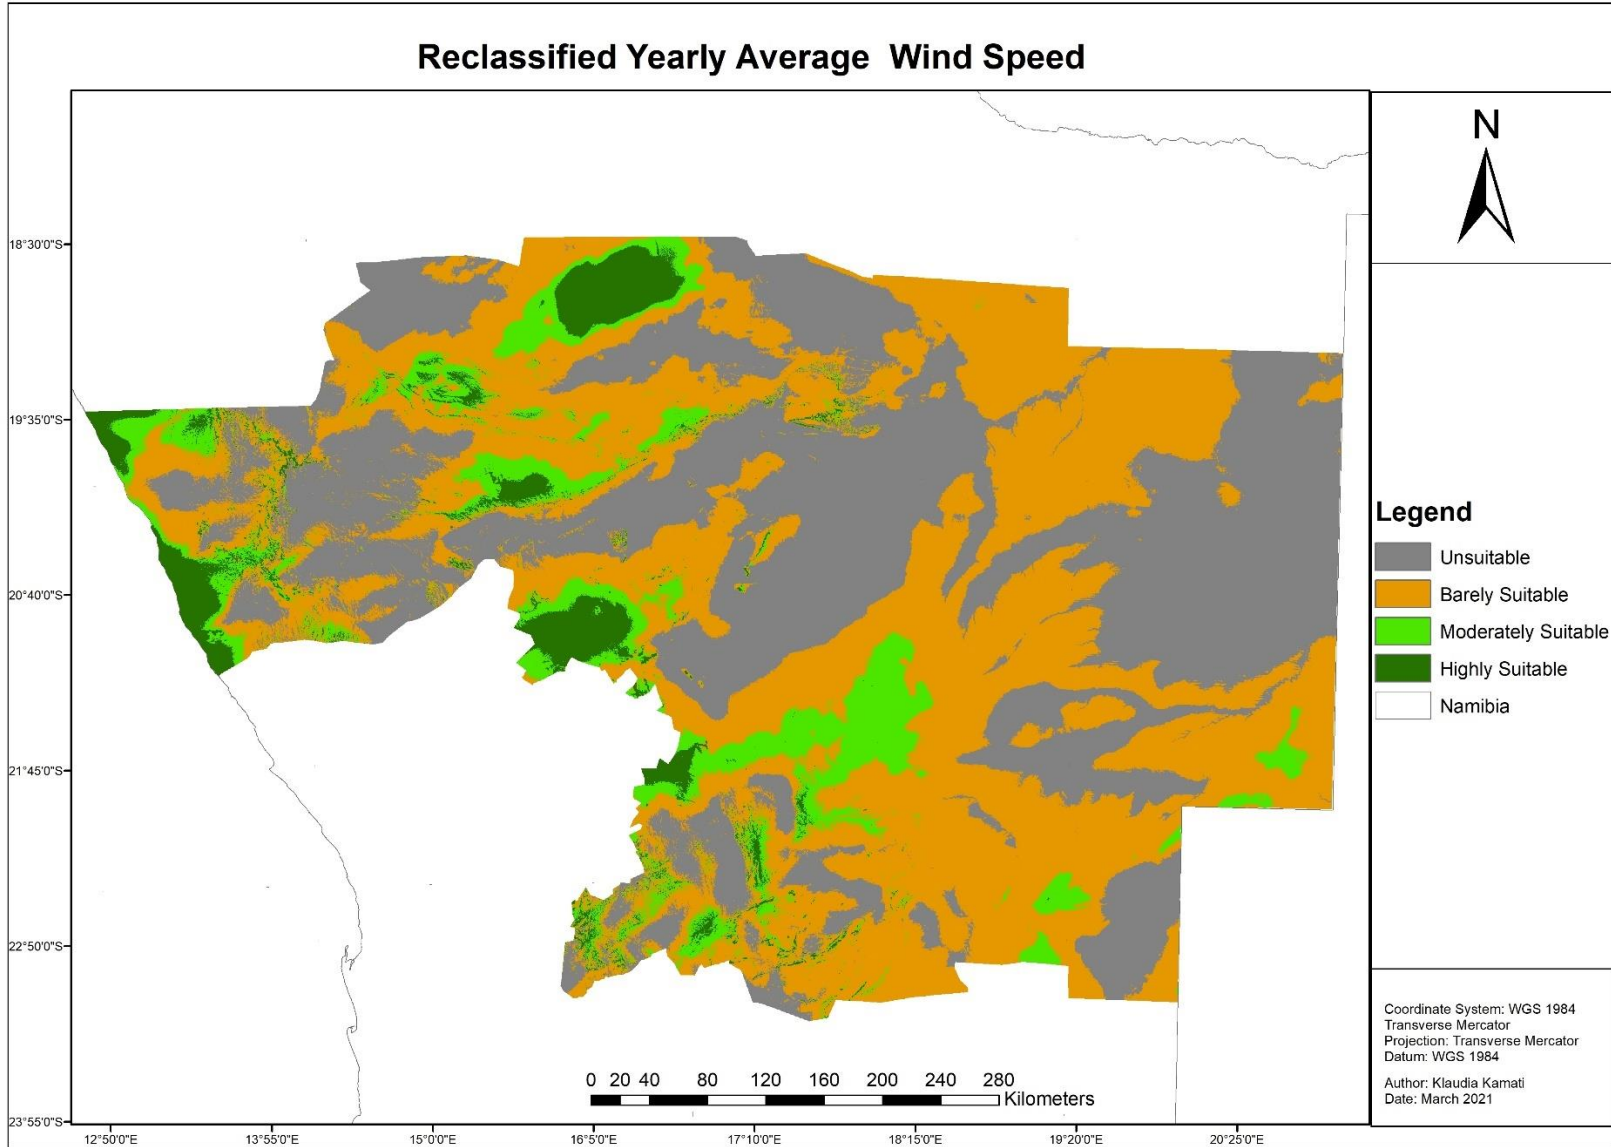 Reclassified Yearly Average  Wind Speed
N
18°30'0"S
19°35'0"S
20°40'0"S
21°45'0"S
22°50'0"S
23°55'0"S
12°50'0"E
13°55'0"E
15°0'0"E
16°5'0"E
17°10'0"E
18°15'0"E
19°20'0"E
20°25'0"E
0 20 40 80 120 160 200 240 280
Kilometers
Legend
Unsuitable
Barely Suitable
Moderately Suitable
Highly Suitable
Namibia
Coordinate System: WGS 1984
Transverse Mercator
Projection: Transverse Mercator
Datum: WGS 1984
Author: Klaudia Kamati
Date: March 2021